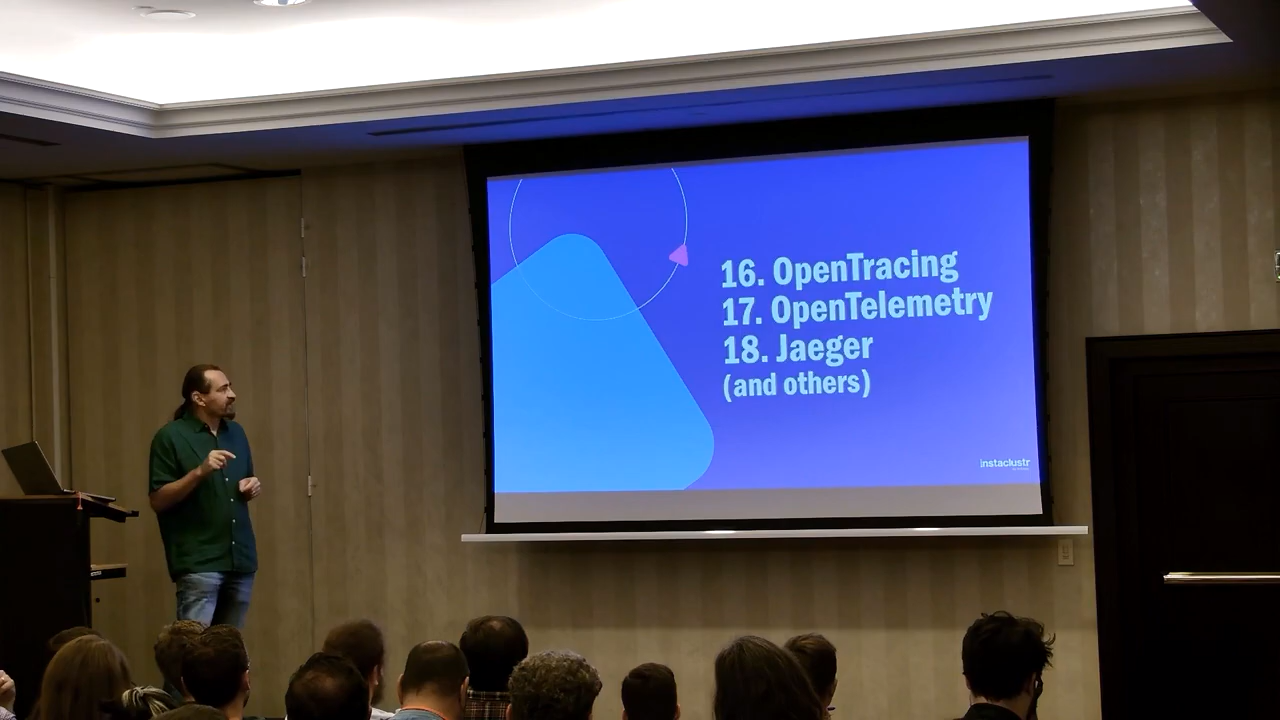 16. OpenTracing
17. OpenTelemetry
18. Jaeger
(and others)
instaclustr